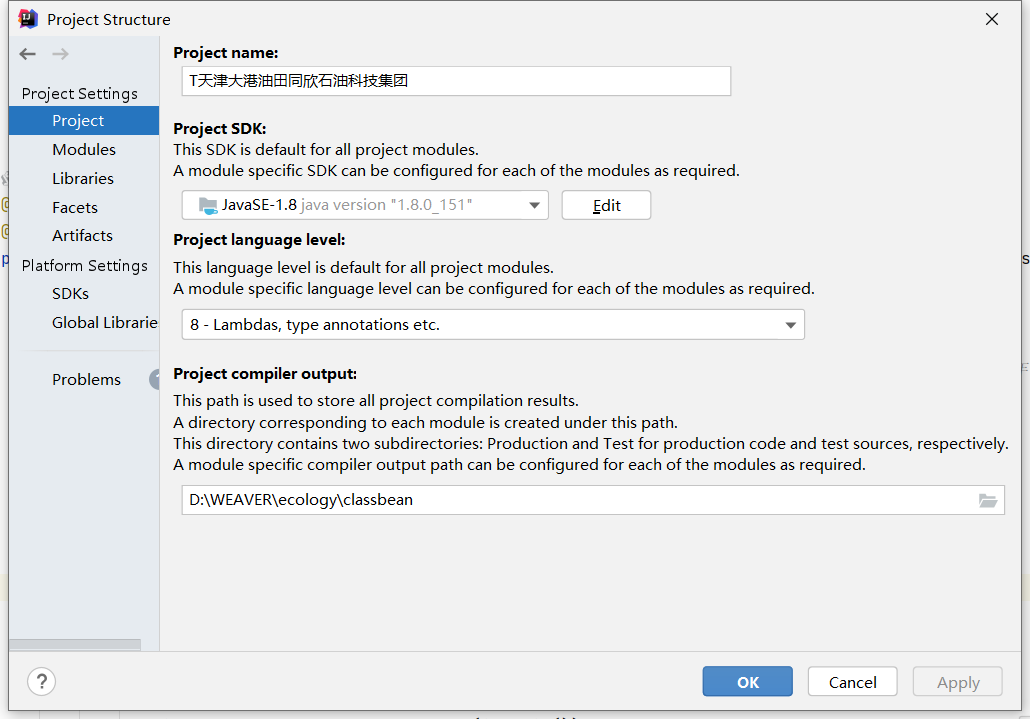 Project Structure
Project Settings
Project
Modules
Libraries
Facets
Artifacts
Platform Settings
SDKs
Global Librarie
Problems
Project name:
T天津大港油田同欣石油科技集团
Project SDK:
This SDK is default for all project modules.
A module specific SDK can be configured for each of the modules as required.
JavaSE-1.8 java version "1.8.0_151"
Edit
Project language level:
This language level is default for all project modules.
A module specific language level can be configured for each of the modules as required.
8 - Lambdas, type annotations etc.
Project compiler output:
This path is used to store all project compilation results.
A directory corresponding to each module is created under this path.
This directory contains two subdirectories: Production and Test for production code and test sources, respectively.
A module specific compiler output path can be configured for each of the modules as required.
D:\WEAVER\ecology\classbean
?
OK
Cancel
Apply